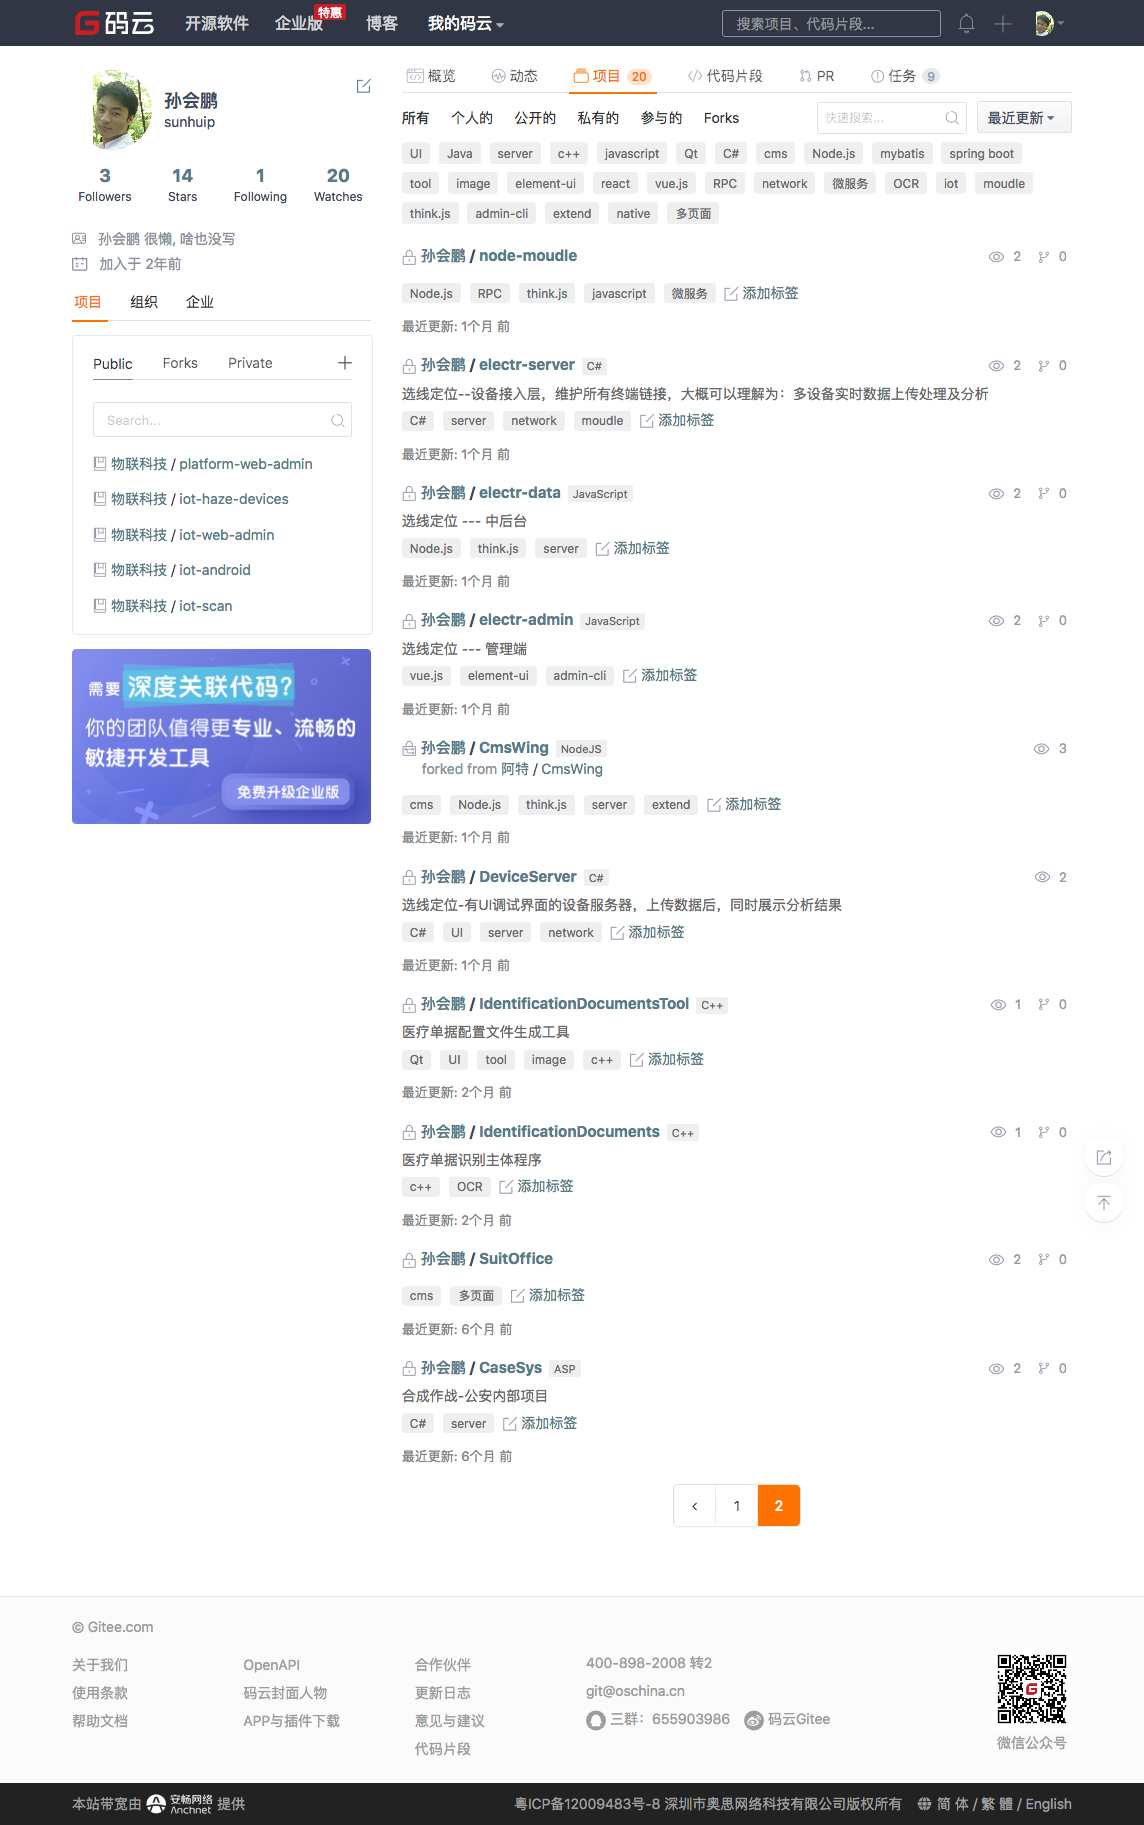 码云 开源软件 企业版 特惠 博客 我的码云 搜索项目、代码片段...
孙会鹏
sunhuip
3 14 1 20
Followers Stars Following Watches
孙会鹏 很懒, 啥也没写
加入于 2年前
项目 组织 企业
Public Forks Private
Search...
物联科技 / platform-web-admin
物联科技 / iot-haze-devices
物联科技 / iot-web-admin
物联科技 / iot-android
物联科技 / iot-scan
需要 深度关联代码?
你的团队值得更专业、流畅的
敏捷开发工具
免费升级企业版
概览 动态 项目 20 代码片段 PR 任务 9
所有 个人的 公开的 私有的 参与的 Forks 快速搜索... 最近更新
UI Java server c++ javascript Qt C# cms Node.js mybatis spring boot
tool image element-ui react vue.js RPC network 微服务 OCR iot moudle
think.js admin-cli extend native 多页面
孙会鹏 / node-moudle 2 0
Node.js RPC think.js javascript 微服务 添加标签
最近更新: 1个月 前
孙会鹏 / electr-server C# 2 0
选线定位--设备接入层，维护所有终端链接，大概可以理解为：多设备实时数据上传处理及分析
C# server network moudle 添加标签
最近更新: 1个月 前
孙会鹏 / electr-data JavaScript 2 0
选线定位 --- 中后台
Node.js think.js server 添加标签
最近更新: 1个月 前
孙会鹏 / electr-admin JavaScript 2 0
选线定位 --- 管理端
vue.js element-ui admin-cli 添加标签
最近更新: 1个月 前
孙会鹏 / CmsWing NodeJS 3
forked from 阿特 / CmsWing
cms Node.js think.js server extend 添加标签
最近更新: 1个月 前
孙会鹏 / DeviceServer C# 2
选线定位-有UI调试界面的设备服务器，上传数据后，同时展示分析结果
C# UI server network 添加标签
最近更新: 1个月 前
孙会鹏 / IdentificationDocumentsTool C++ 1 0
医疗单据配置文件生成工具
Qt UI tool image c++ 添加标签
最近更新: 2个月 前
孙会鹏 / IdentificationDocuments C++ 1 0
医疗单据识别主体程序
c++ OCR 添加标签
最近更新: 2个月 前
孙会鹏 / SuitOffice 2 0
cms 多页面 添加标签
最近更新: 6个月 前
孙会鹏 / CaseSys ASP 2 0
合成作战-公安内部项目
C# server 添加标签
最近更新: 6个月 前
‹ 1 2
© Gitee.com
关于我们 OpenAPI 合作伙伴 400-898-2008 转2
使用条款 码云封面人物 更新日志 git@oschina.cn
帮助文档 APP与插件下载 意见与建议 三群：655903986 码云Gitee
代码片段 微信公众号
本站带宽由 安畅网络 Anchnet 提供 粤ICP备12009483号-8 深圳市奥思网络科技有限公司版权所有 简 体 / 繁 體 / English